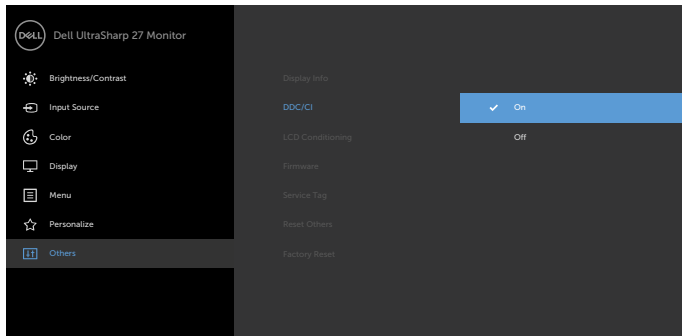 DELL Dell UltraSharp 27 Monitor
Brightness/Contrast
Input Source
Color
Display
Menu
Personalize
Others
Display Info
DDC/CI
LCD Conditioning
Firmware
Service Tag
Reset Others
Factory Reset
On
Off